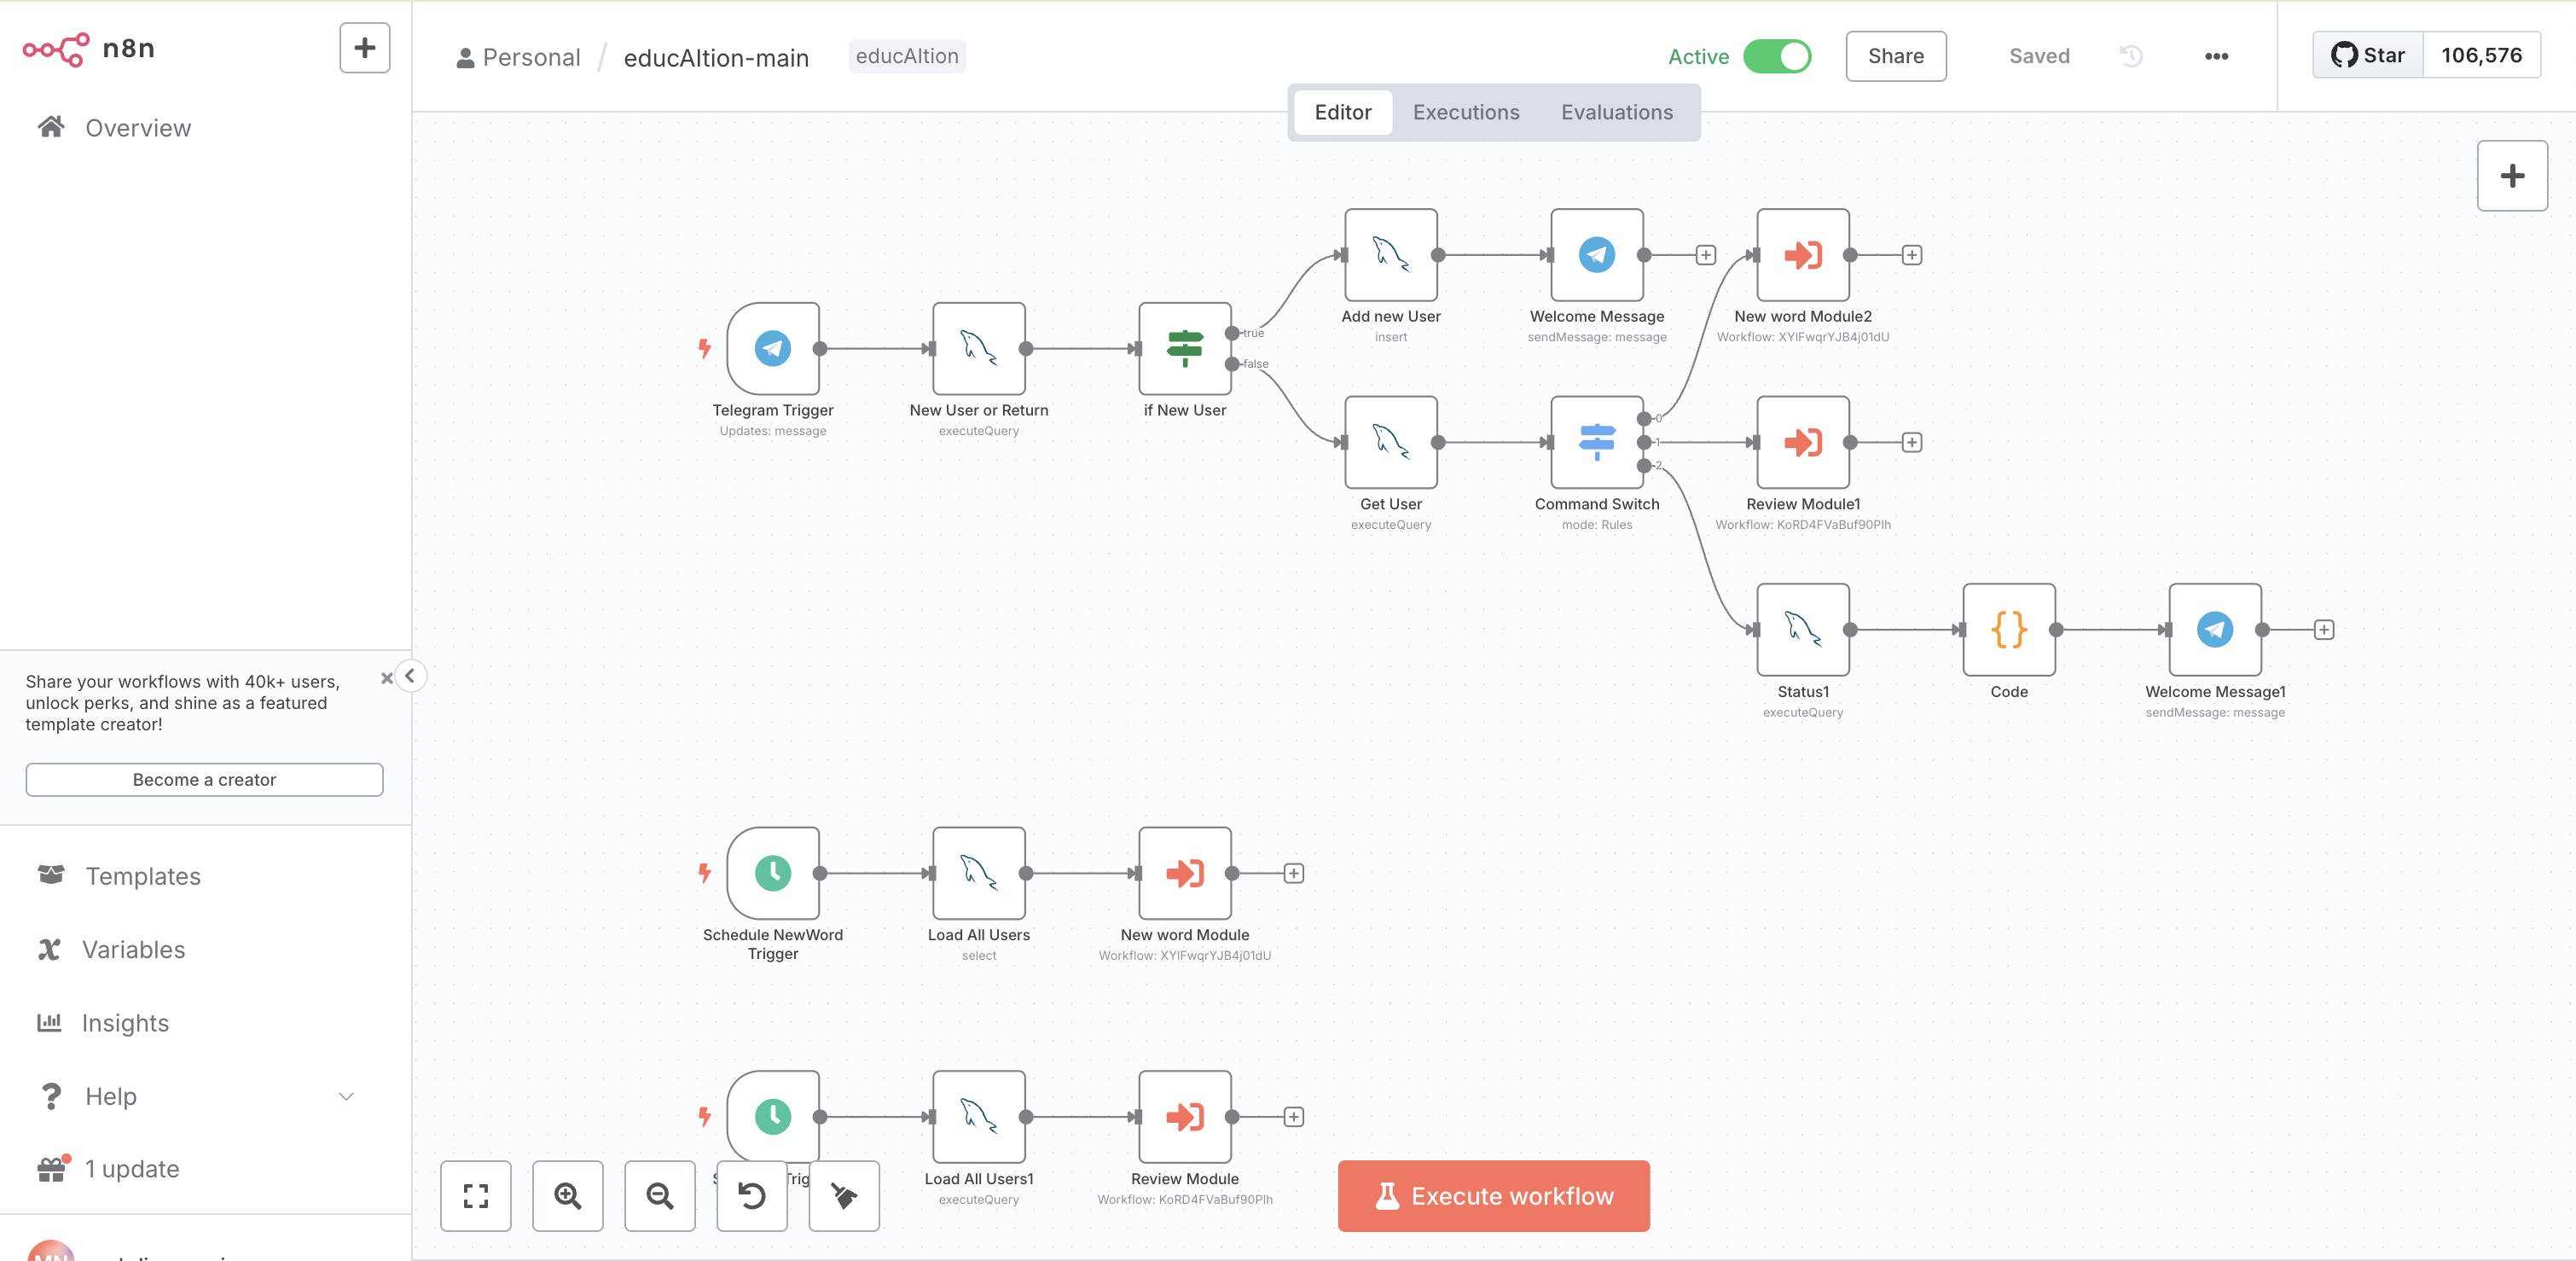 n8n
Personal / educAItion-main educAItion
Active
Share
Saved
Star 106,576
Editor Executions Evaluations
Overview
Share your workflows with 40k+ users,
unlock perks, and shine as a featured
template creator!
Become a creator
Templates
Variables
Insights
Help
1 update
MN
Telegram Trigger
Updates: message
New User or Return
executeQuery
if New User
true
false
Add new User
insert
Welcome Message
sendMessage: message
New word Module2
Workflow: XYIFwqrYJB4j01dU
Get User
executeQuery
Command Switch
mode: Rules
0
1
2
Review Module1
Workflow: KoRD4FVaBuf90Plh
Status1
executeQuery
Code
Welcome Message1
sendMessage: message
Schedule NewWord
Trigger
Load All Users
select
New word Module
Workflow: XYIFwqrYJB4j01dU
Load All Users1
executeQuery
Review Module
Workflow: KoRD4FVaBuf90Plh
Execute workflow